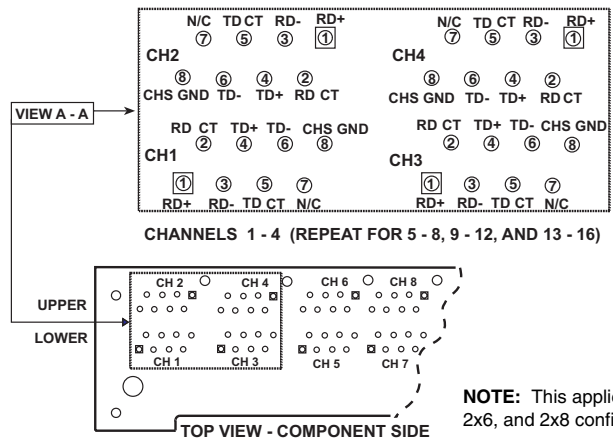 N/C TD CT RD- RD+ N/C TD CT RD- RD+
7 5 3 1 7 5 3 1
CH2 CH4
8 6 4 2 8 6 4 2
CHS GND TD- TD+ RD CT CHS GND TD- TD+ RD CT
VIEW A - A
RD CT TD+ TD- CHS GND RD CT TD+ TD- CHS GND
2 4 6 8 2 4 6 8
CH1 CH3
1 3 5 7 1 3 5 7
RD+ RD- TD CT N/C RD+ RD- TD CT N/C
CHANNELS 1 - 4 (REPEAT FOR 5 - 8, 9 - 12, AND 13 - 16)
CH 2 CH 4 CH 6 CH 8
UPPER
LOWER
CH 1 CH 3 CH 5 CH 7
NOTE: This applic
2x6, and 2x8 confi
TOP VIEW - COMPONENT SIDE